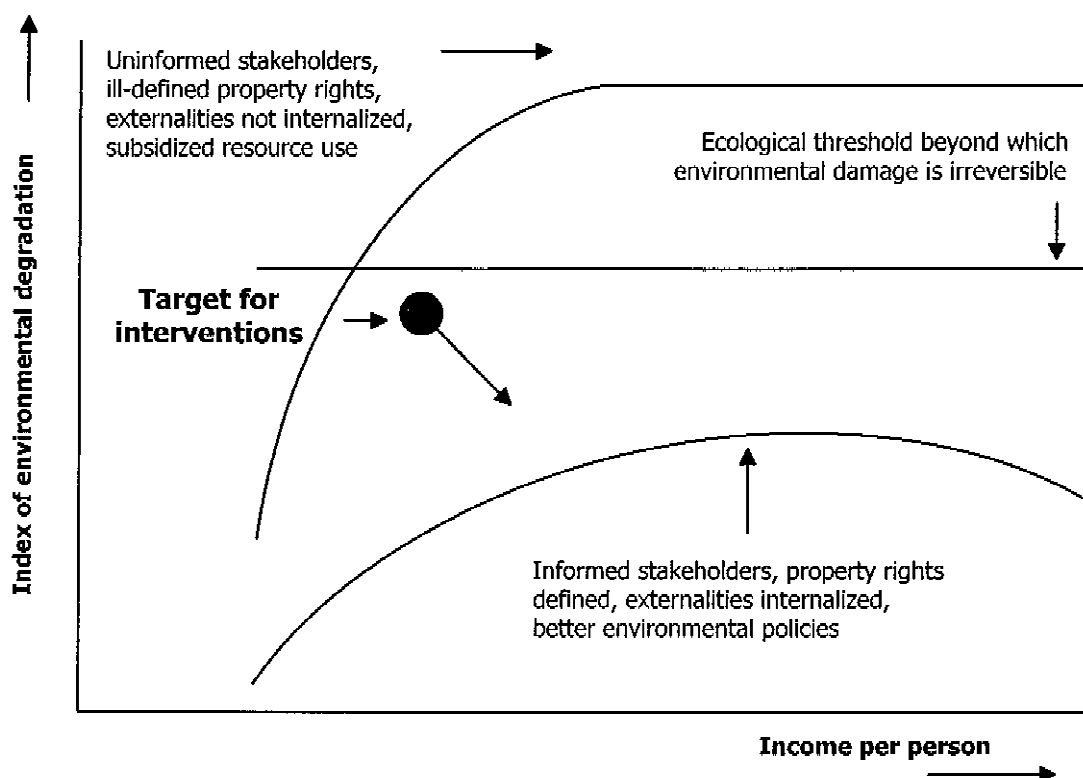 Uninformed stakeholders,
ill-defined property rights,
externalities not internalized,
subsidized resource use
Ecological threshold beyond which
environmental damage is irreversible
Target for
interventions
Informed stakeholders, property rights
defined, externalities internalized,
better environmental policies
Index of environmental degradation
Income per person